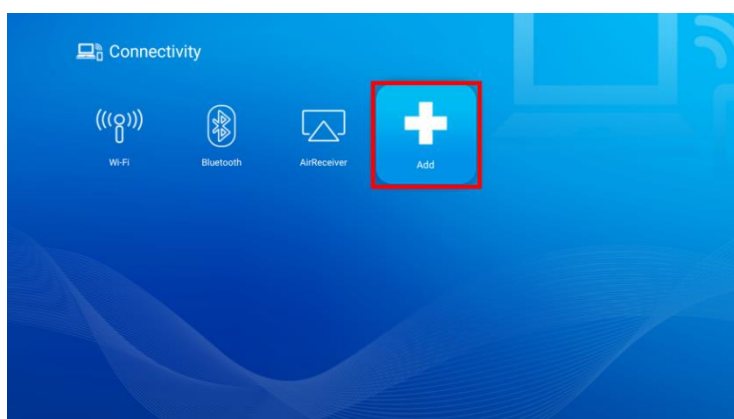 Connectivity
Wi-Fi
Bluetooth
AirReceiver
Add